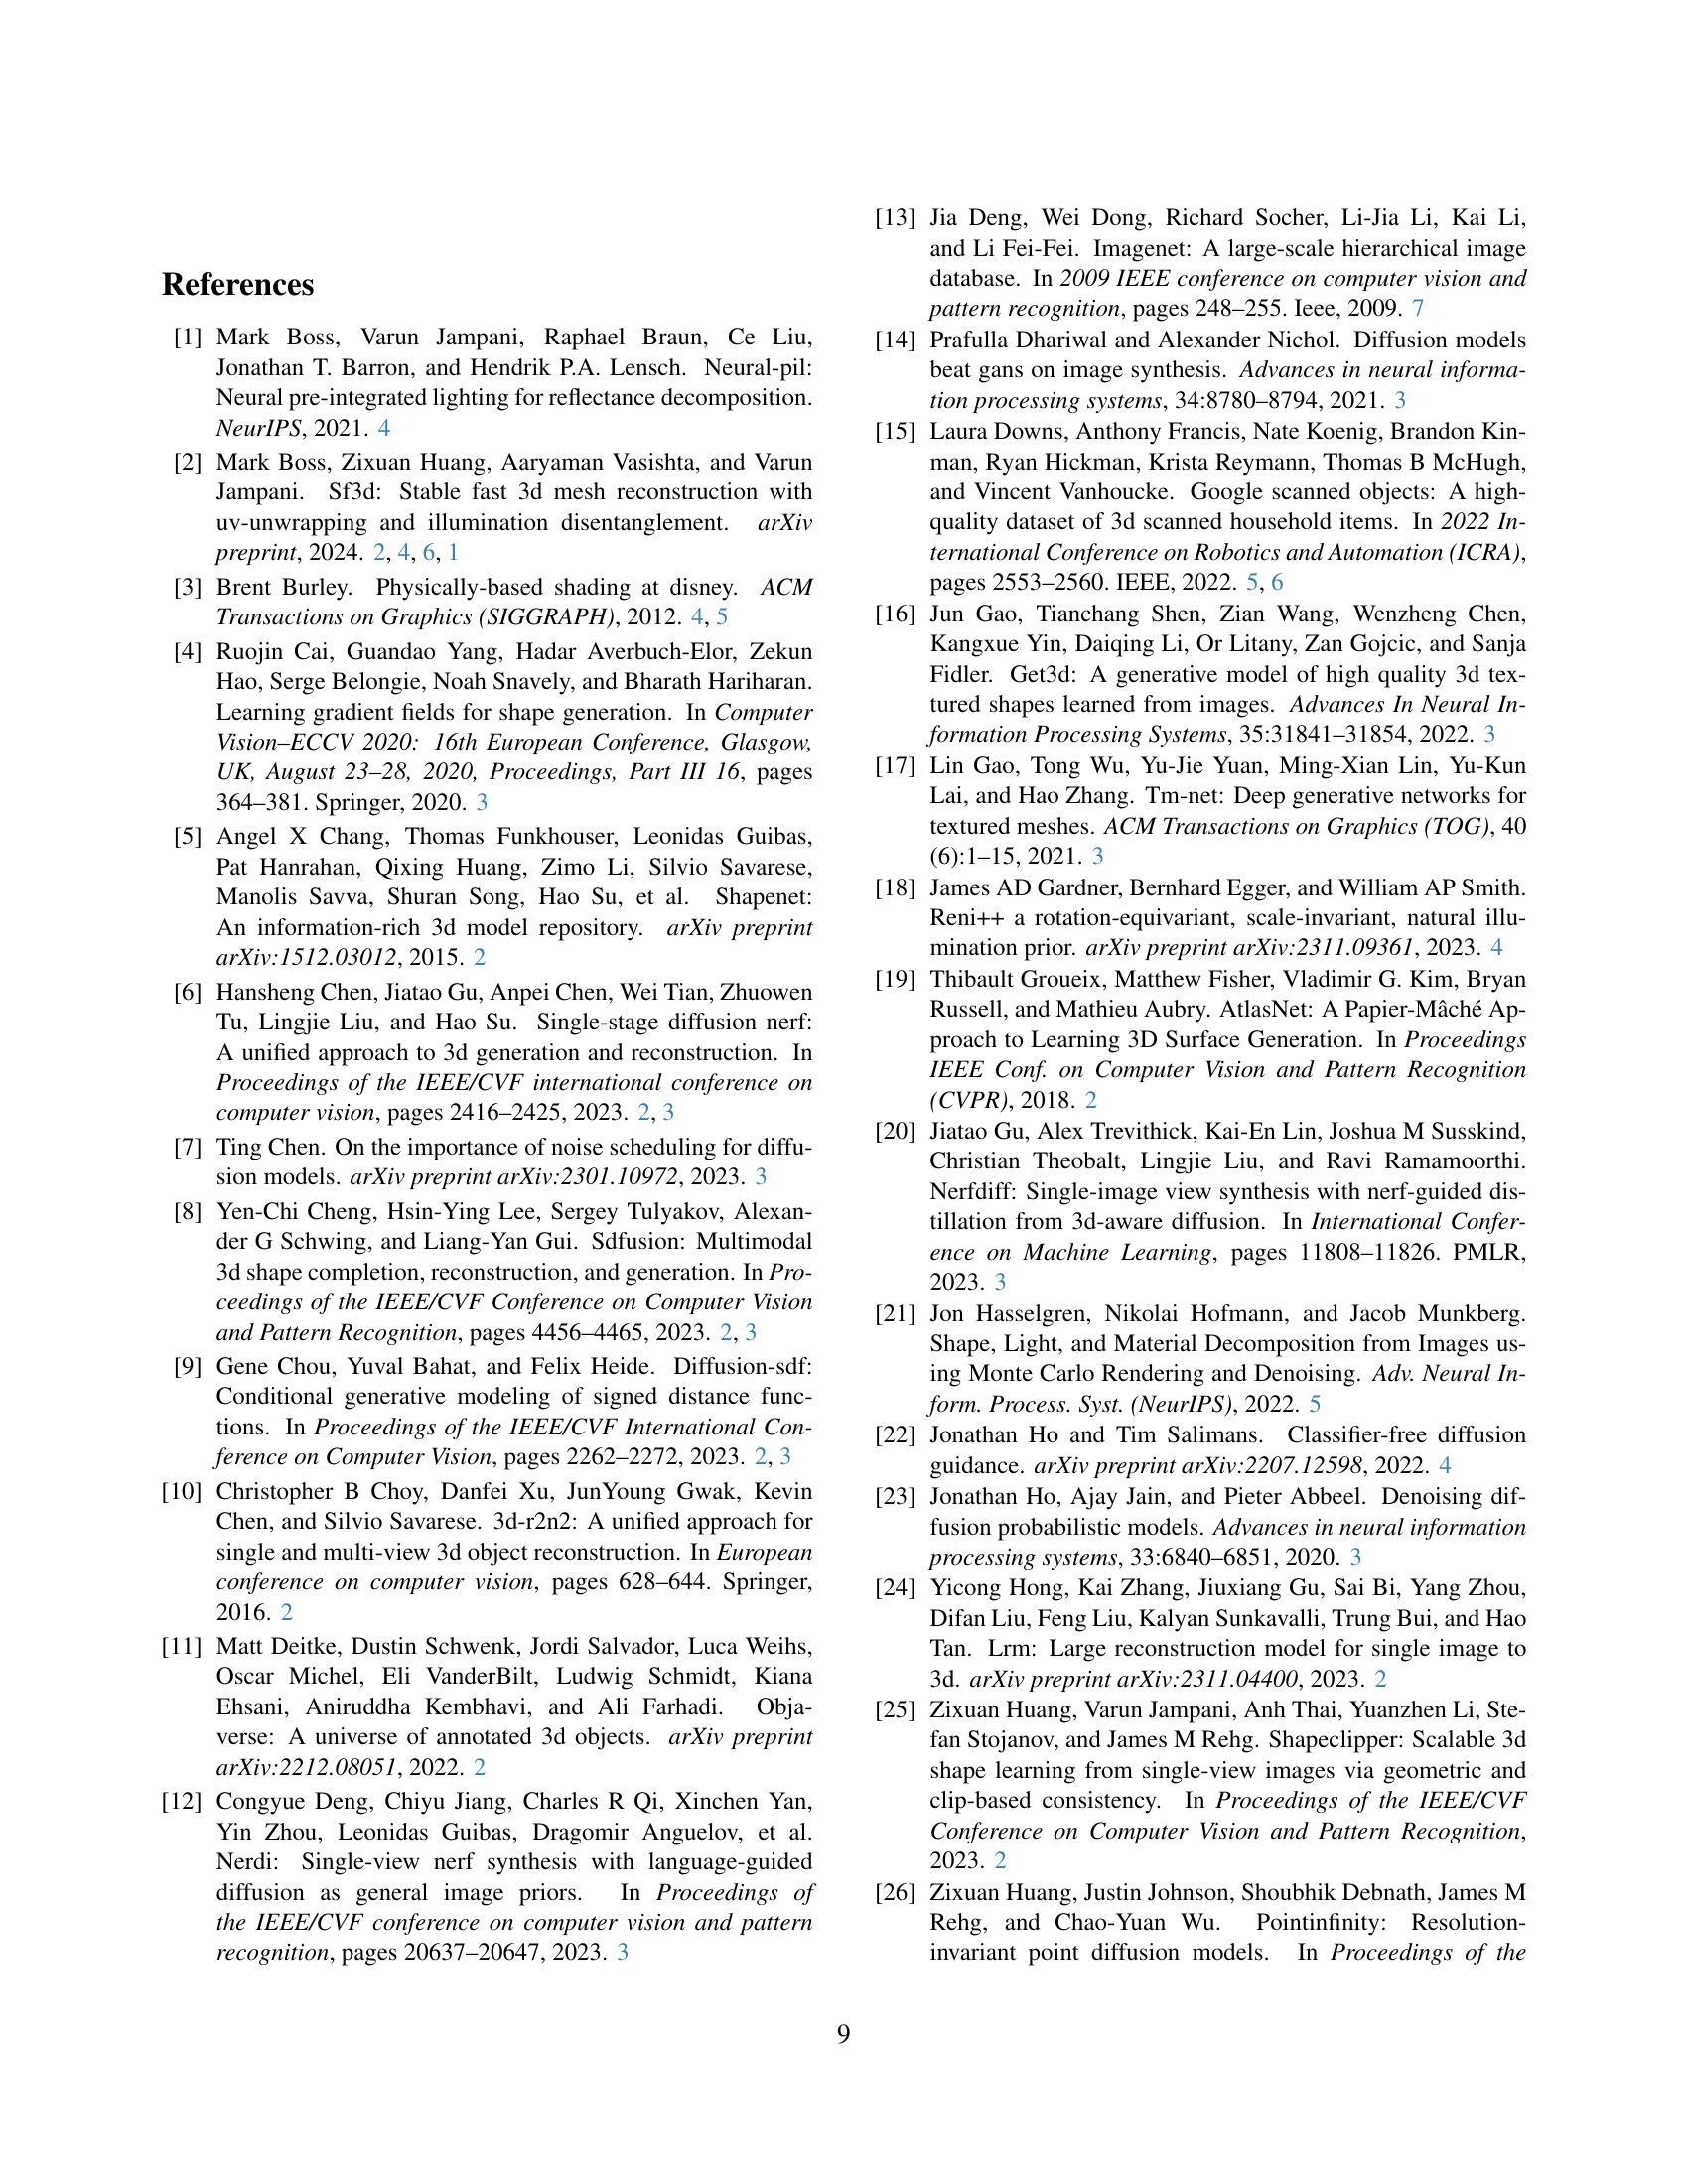 References
[1] Mark Boss, Varun Jampani, Raphael Braun, Ce Liu,
Jonathan T. Barron, and Hendrik P.A. Lensch. Neural-pil:
Neural pre-integrated lighting for reflectance decomposition.
NeurIPS, 2021. 4
[2] Mark Boss, Zixuan Huang, Aaryaman Vasishta, and Varun
Jampani. Sf3d: Stable fast 3d mesh reconstruction with
uv-unwrapping and illumination disentanglement. arXiv
preprint, 2024. 2, 4, 6, 1
[3] Brent Burley. Physically-based shading at disney. ACM
Transactions on Graphics (SIGGRAPH), 2012. 4, 5
[4] Ruojin Cai, Guandao Yang, Hadar Averbuch-Elor, Zekun
Hao, Serge Belongie, Noah Snavely, and Bharath Hariharan.
Learning gradient fields for shape generation. In Computer
Vision–ECCV 2020: 16th European Conference, Glasgow,
UK, August 23–28, 2020, Proceedings, Part III 16, pages
364–381. Springer, 2020. 3
[5] Angel X Chang, Thomas Funkhouser, Leonidas Guibas,
Pat Hanrahan, Qixing Huang, Zimo Li, Silvio Savarese,
Manolis Savva, Shuran Song, Hao Su, et al. Shapenet:
An information-rich 3d model repository. arXiv preprint
arXiv:1512.03012, 2015. 2
[6] Hansheng Chen, Jiatao Gu, Anpei Chen, Wei Tian, Zhuowen
Tu, Lingjie Liu, and Hao Su. Single-stage diffusion nerf:
A unified approach to 3d generation and reconstruction. In
Proceedings of the IEEE/CVF international conference on
computer vision, pages 2416–2425, 2023. 2, 3
[7] Ting Chen. On the importance of noise scheduling for diffu-
sion models. arXiv preprint arXiv:2301.10972, 2023. 3
[8] Yen-Chi Cheng, Hsin-Ying Lee, Sergey Tulyakov, Alexan-
der G Schwing, and Liang-Yan Gui. Sdfusion: Multimodal
3d shape completion, reconstruction, and generation. In Pro-
ceedings of the IEEE/CVF Conference on Computer Vision
and Pattern Recognition, pages 4456–4465, 2023. 2, 3
[9] Gene Chou, Yuval Bahat, and Felix Heide. Diffusion-sdf:
Conditional generative modeling of signed distance func-
tions. In Proceedings of the IEEE/CVF International Con-
ference on Computer Vision, pages 2262–2272, 2023. 2, 3
[10] Christopher B Choy, Danfei Xu, JunYoung Gwak, Kevin
Chen, and Silvio Savarese. 3d-r2n2: A unified approach for
single and multi-view 3d object reconstruction. In European
conference on computer vision, pages 628–644. Springer,
2016. 2
[11] Matt Deitke, Dustin Schwenk, Jordi Salvador, Luca Weihs,
Oscar Michel, Eli VanderBilt, Ludwig Schmidt, Kiana
Ehsani, Aniruddha Kembhavi, and Ali Farhadi. Obja-
verse: A universe of annotated 3d objects. arXiv preprint
arXiv:2212.08051, 2022. 2
[12] Congyue Deng, Chiyu Jiang, Charles R Qi, Xinchen Yan,
Yin Zhou, Leonidas Guibas, Dragomir Anguelov, et al.
Nerdi: Single-view nerf synthesis with language-guided
diffusion as general image priors. In Proceedings of
the IEEE/CVF conference on computer vision and pattern
recognition, pages 20637–20647, 2023. 3
[13] Jia Deng, Wei Dong, Richard Socher, Li-Jia Li, Kai Li,
and Li Fei-Fei. Imagenet: A large-scale hierarchical image
database. In 2009 IEEE conference on computer vision and
pattern recognition, pages 248–255. Ieee, 2009. 7
[14] Prafulla Dhariwal and Alexander Nichol. Diffusion models
beat gans on image synthesis. Advances in neural informa-
tion processing systems, 34:8780–8794, 2021. 3
[15] Laura Downs, Anthony Francis, Nate Koenig, Brandon Kin-
man, Ryan Hickman, Krista Reymann, Thomas B McHugh,
and Vincent Vanhoucke. Google scanned objects: A high-
quality dataset of 3d scanned household items. In 2022 In-
ternational Conference on Robotics and Automation (ICRA),
pages 2553–2560. IEEE, 2022. 5, 6
[16] Jun Gao, Tianchang Shen, Zian Wang, Wenzheng Chen,
Kangxue Yin, Daiqing Li, Or Litany, Zan Gojcic, and Sanja
Fidler. Get3d: A generative model of high quality 3d tex-
tured shapes learned from images. Advances In Neural In-
formation Processing Systems, 35:31841–31854, 2022. 3
[17] Lin Gao, Tong Wu, Yu-Jie Yuan, Ming-Xian Lin, Yu-Kun
Lai, and Hao Zhang. Tm-net: Deep generative networks for
textured meshes. ACM Transactions on Graphics (TOG), 40
(6):1–15, 2021. 3
[18] James AD Gardner, Bernhard Egger, and William AP Smith.
Reni++ a rotation-equivariant, scale-invariant, natural illu-
mination prior. arXiv preprint arXiv:2311.09361, 2023. 4
[19] Thibault Groueix, Matthew Fisher, Vladimir G. Kim, Bryan
Russell, and Mathieu Aubry. AtlasNet: A Papier-Mâché Ap-
proach to Learning 3D Surface Generation. In Proceedings
IEEE Conf. on Computer Vision and Pattern Recognition
(CVPR), 2018. 2
[20] Jiatao Gu, Alex Trevithick, Kai-En Lin, Joshua M Susskind,
Christian Theobalt, Lingjie Liu, and Ravi Ramamoorthi.
Nerfdiff: Single-image view synthesis with nerf-guided dis-
tillation from 3d-aware diffusion. In International Confer-
ence on Machine Learning, pages 11808–11826. PMLR,
2023. 3
[21] Jon Hasselgren, Nikolai Hofmann, and Jacob Munkberg.
Shape, Light, and Material Decomposition from Images us-
ing Monte Carlo Rendering and Denoising. Adv. Neural In-
form. Process. Syst. (NeurIPS), 2022. 5
[22] Jonathan Ho and Tim Salimans. Classifier-free diffusion
guidance. arXiv preprint arXiv:2207.12598, 2022. 4
[23] Jonathan Ho, Ajay Jain, and Pieter Abbeel. Denoising dif-
fusion probabilistic models. Advances in neural information
processing systems, 33:6840–6851, 2020. 3
[24] Yicong Hong, Kai Zhang, Jiuxiang Gu, Sai Bi, Yang Zhou,
Difan Liu, Feng Liu, Kalyan Sunkavalli, Trung Bui, and Hao
Tan. Lrm: Large reconstruction model for single image to
3d. arXiv preprint arXiv:2311.04400, 2023. 2
[25] Zixuan Huang, Varun Jampani, Anh Thai, Yuanzhen Li, Ste-
fan Stojanov, and James M Rehg. Shapeclipper: Scalable 3d
shape learning from single-view images via geometric and
clip-based consistency. In Proceedings of the IEEE/CVF
Conference on Computer Vision and Pattern Recognition,
2023. 2
[26] Zixuan Huang, Justin Johnson, Shoubhik Debnath, James M
Rehg, and Chao-Yuan Wu. Pointinfinity: Resolution-
invariant point diffusion models. In Proceedings of the
9